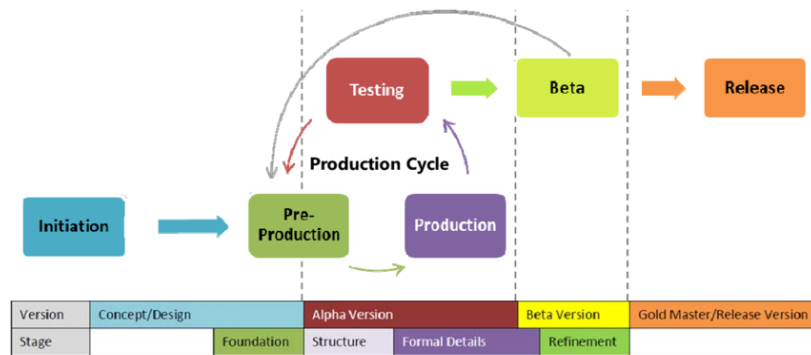 Testing
Beta
Release
Production Cycle
Initiation
Pre-
Production
Production
Version Concept/Design Alpha Version Beta Version Gold Master/Release Version
Stage Foundation Structure Formal Details Refinement